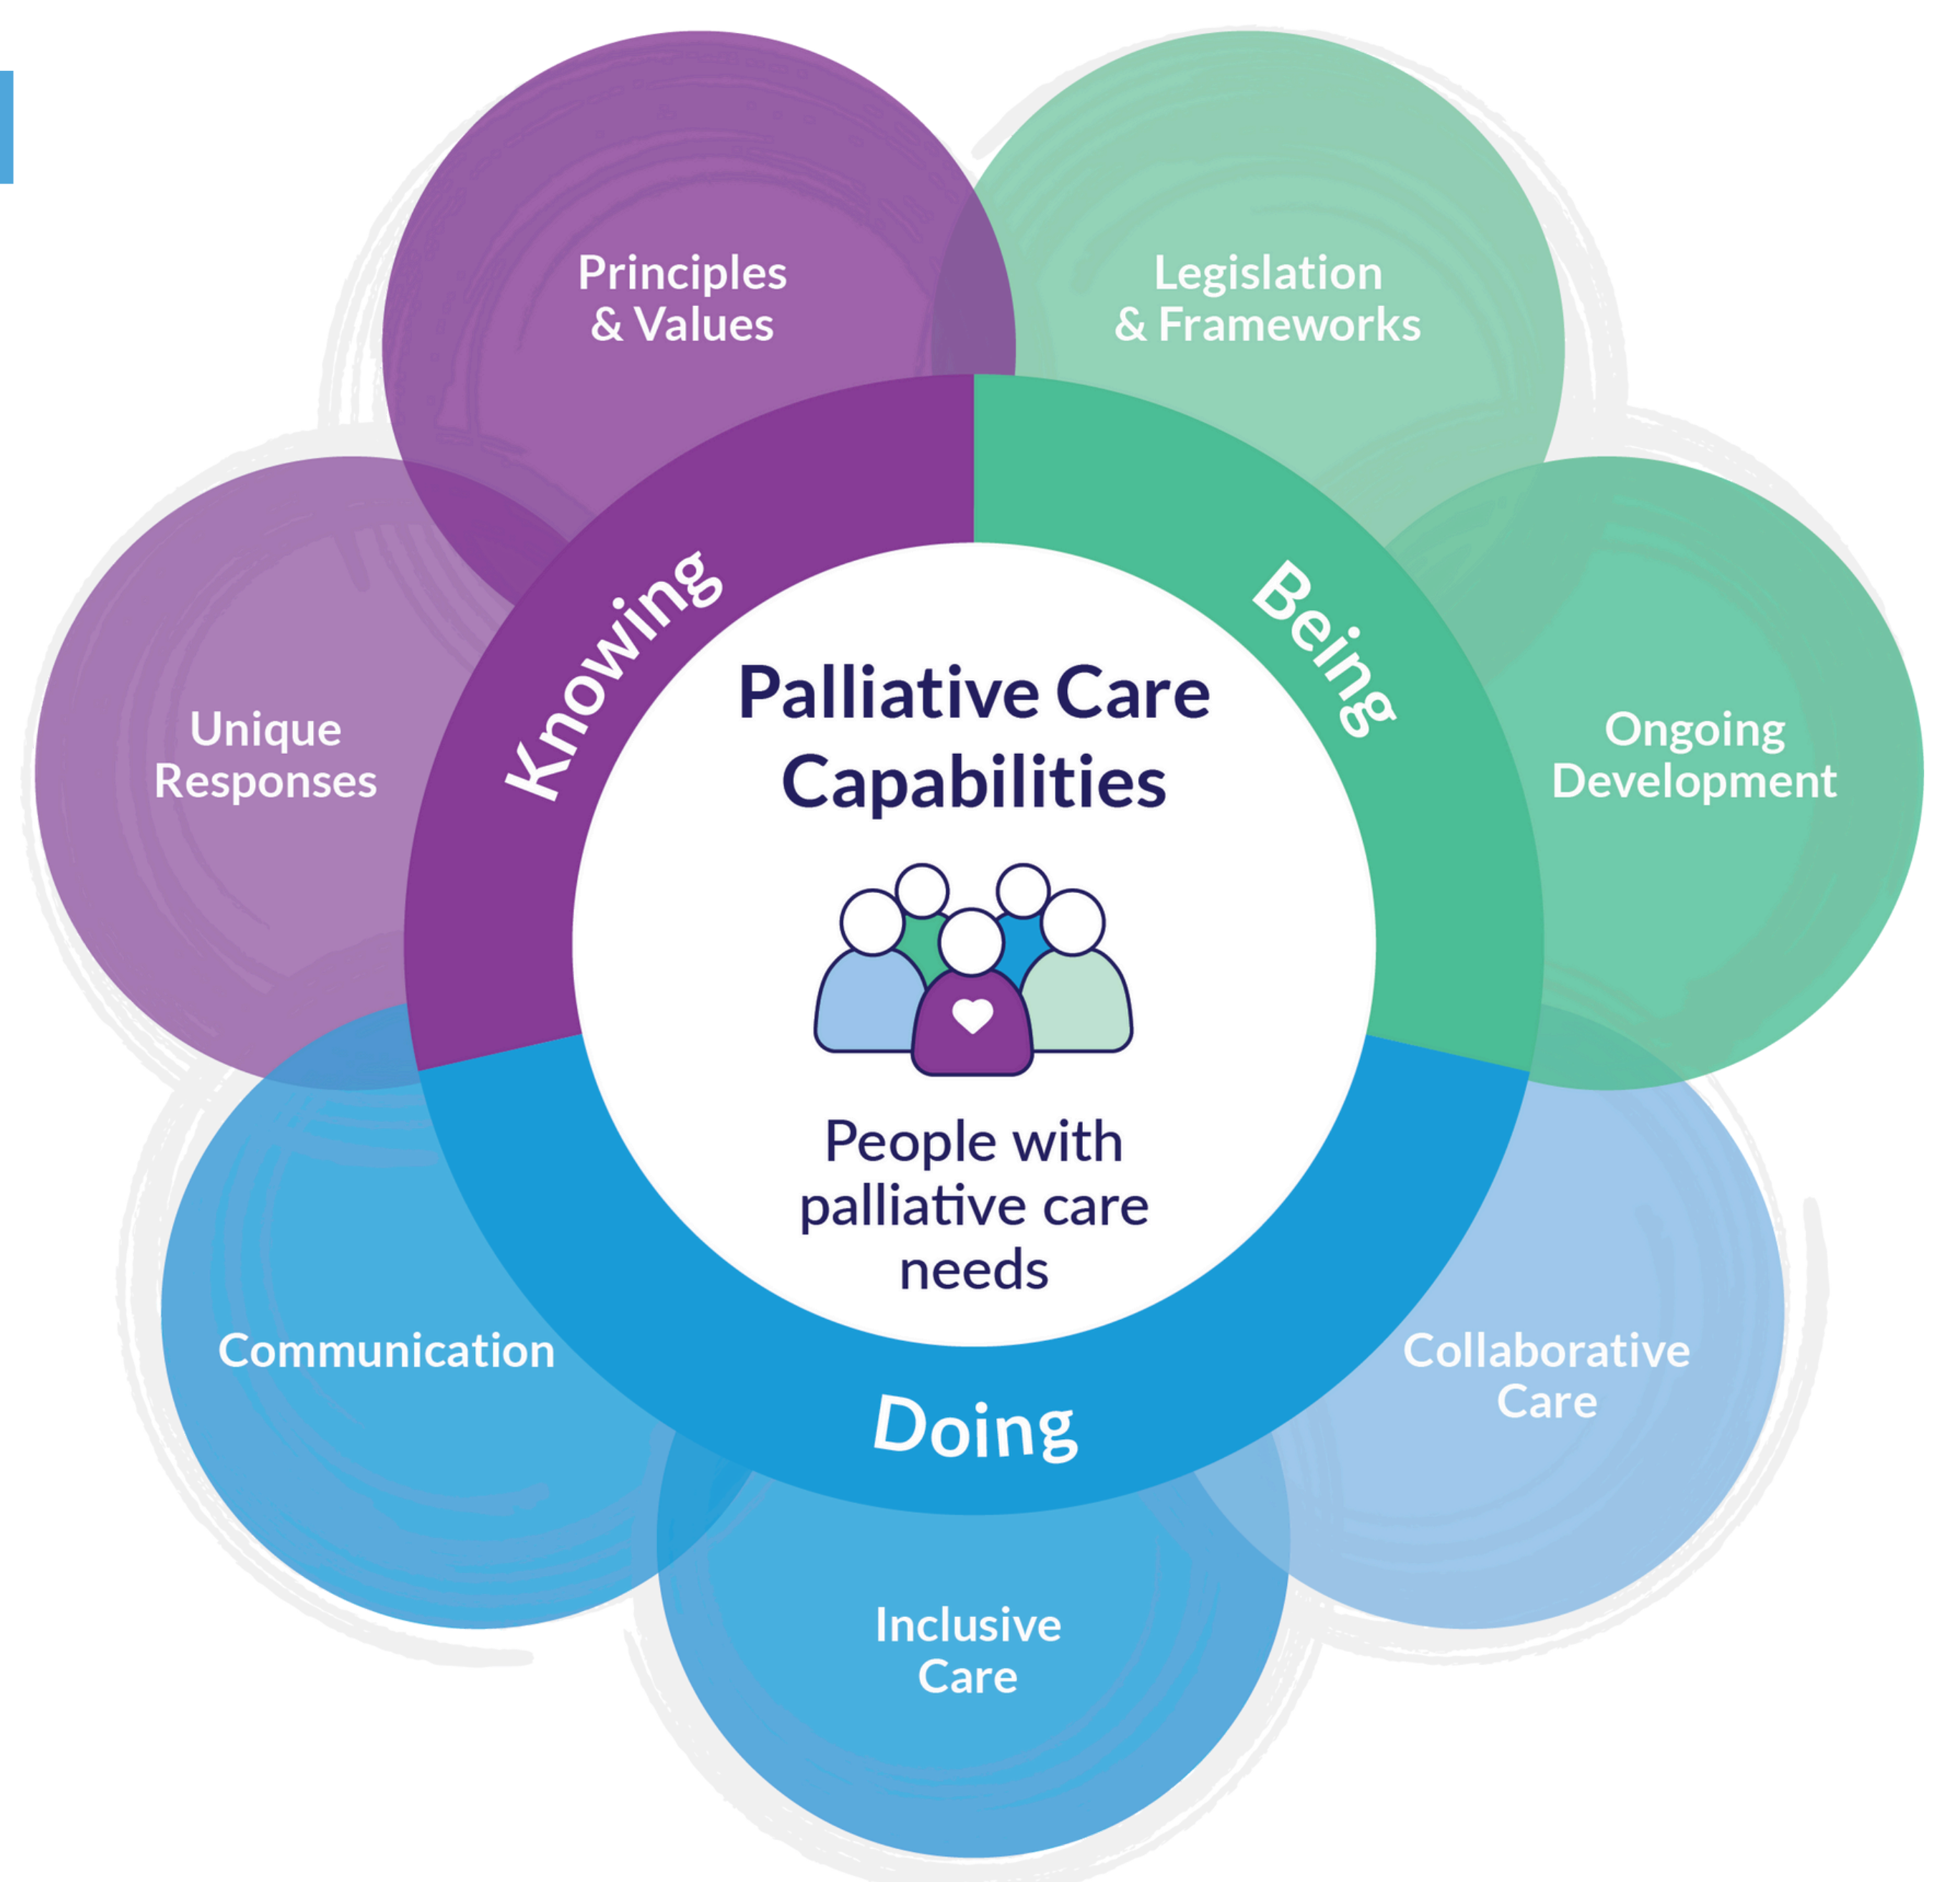 Principles
& Values
Legislation
& Frameworks
Knowing
Being
Unique
Responses
Palliative Care
Capabilities
Ongoing
Development
People with
palliative care
needs
Communication
Collaborative
Care
Doing
Inclusive
Care